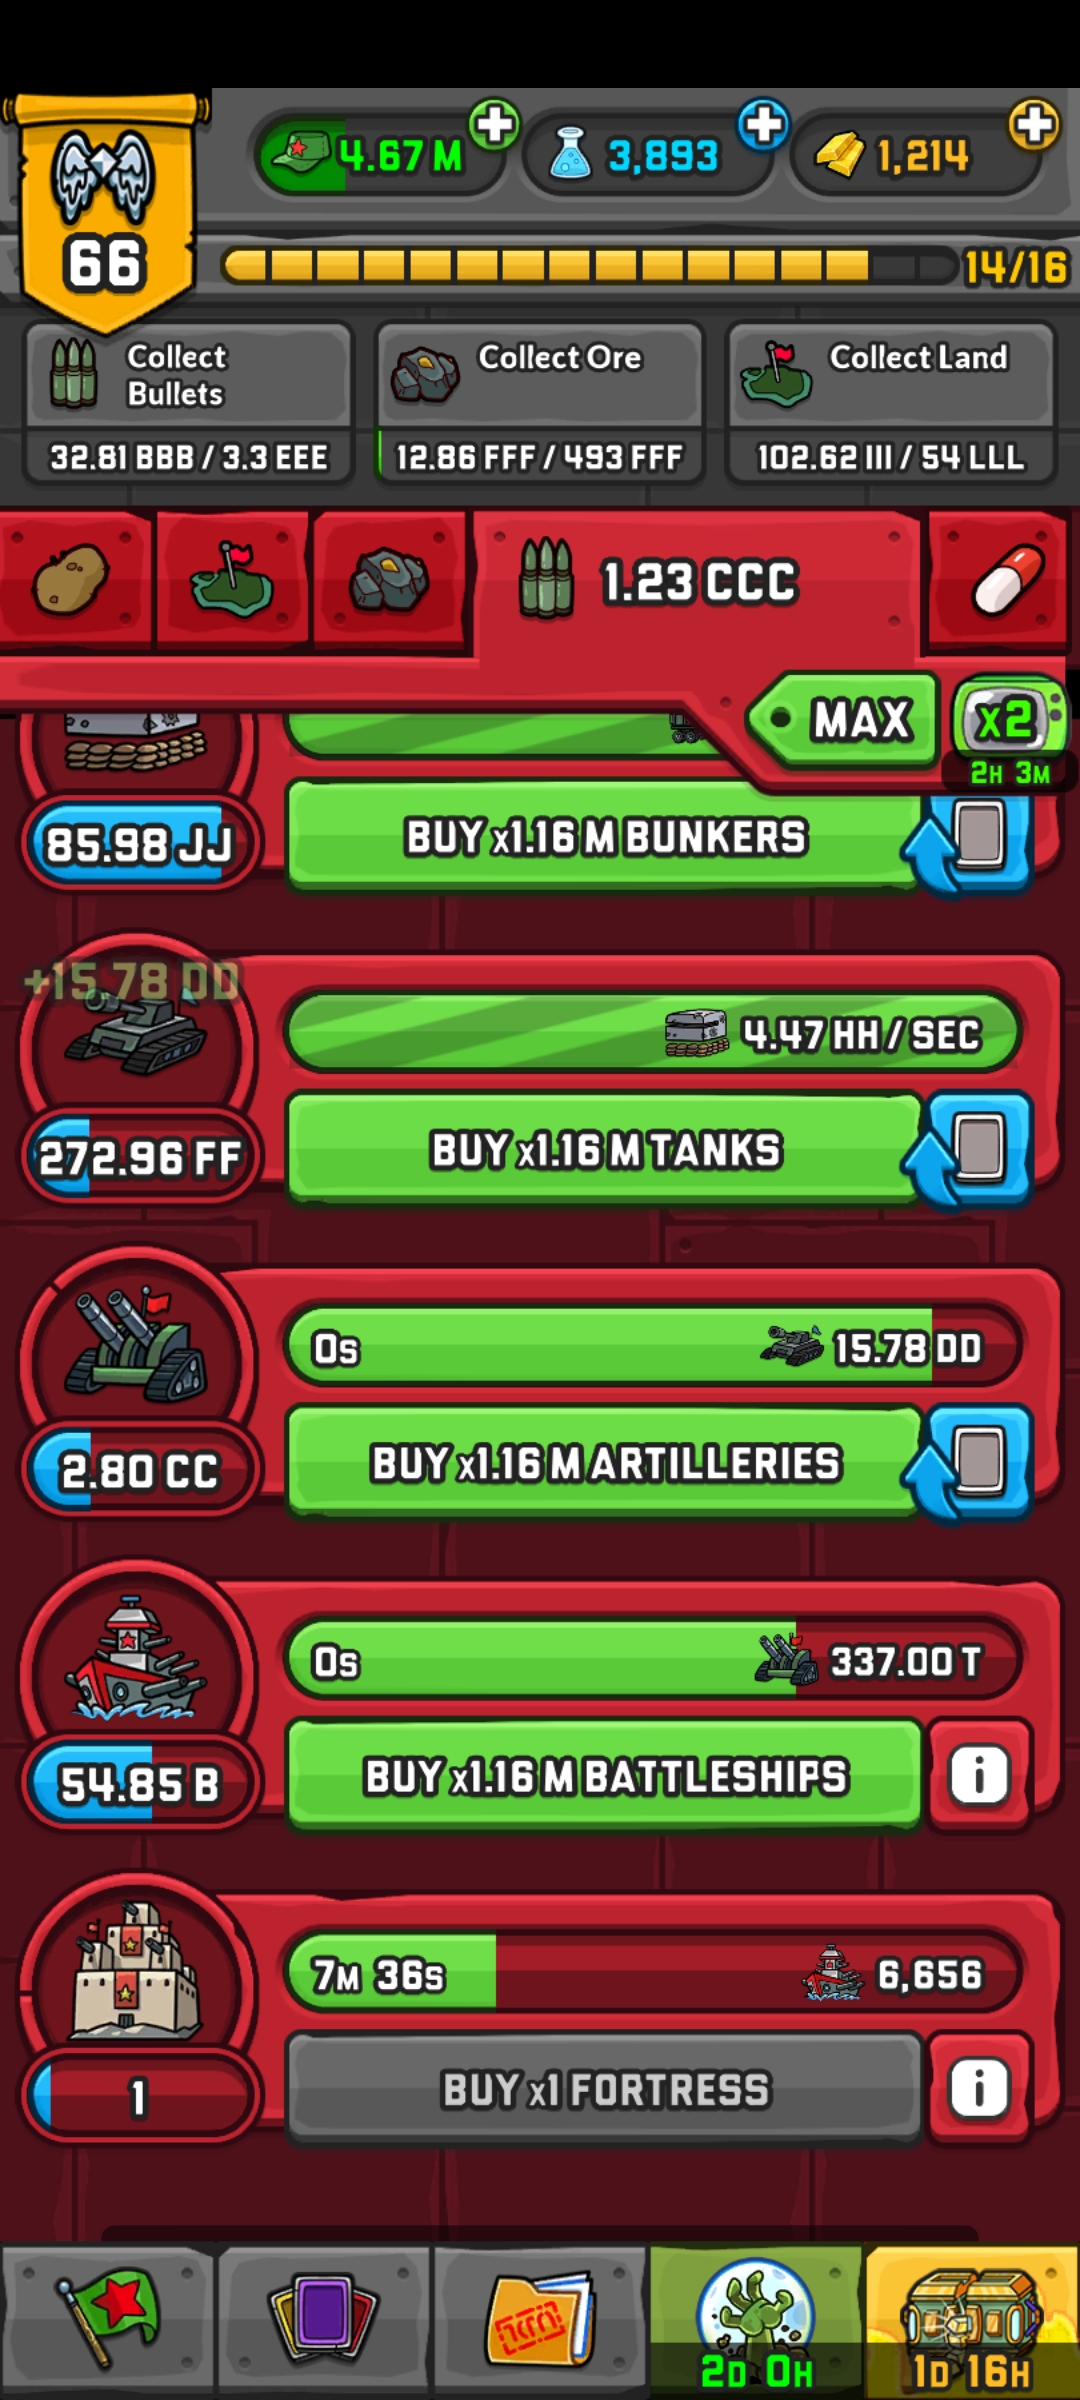 4.67 M
3,893
1,214
66
14/16
Collect
Bullets
32.81 BBB / 3.3 EEE
Collect Ore
12.86 FFF / 493 FFF
Collect Land
102.62 III / 54 LLL
1.23 CCC
MAX
x2
2H 3M
85.98 JJ
BUY x1.16 M BUNKERS
+15.78 DD
4.47 HH / SEC
272.96 FF
BUY x1.16 M TANKS
0s
15.78 DD
2.80 CC
BUY x1.16 M ARTILLERIES
0s
337.00 T
54.85 B
BUY x1.16 M BATTLESHIPS
i
7M 36s
6,656
1
BUY x1 FORTRESS
i
2D 0H
1D 16H